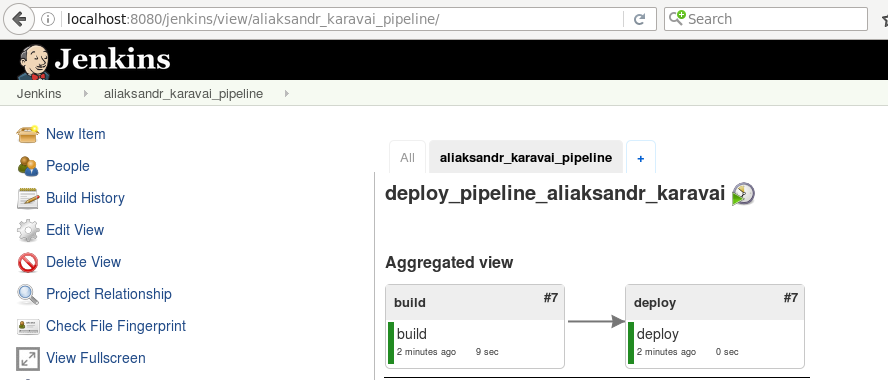 localhost:8080/jenkins/view/aliaksandr_karavai_pipeline/
Search
Jenkins
Jenkins aliaksandr_karavai_pipeline
New Item
People
Build History
Edit View
Delete View
Project Relationship
Check File Fingerprint
View Fullscreen
All aliaksandr_karavai_pipeline +
deploy_pipeline_aliaksandr_karavai
Aggregated view
build #7
build
2 minutes ago 9 sec
deploy #7
deploy
2 minutes ago 0 sec